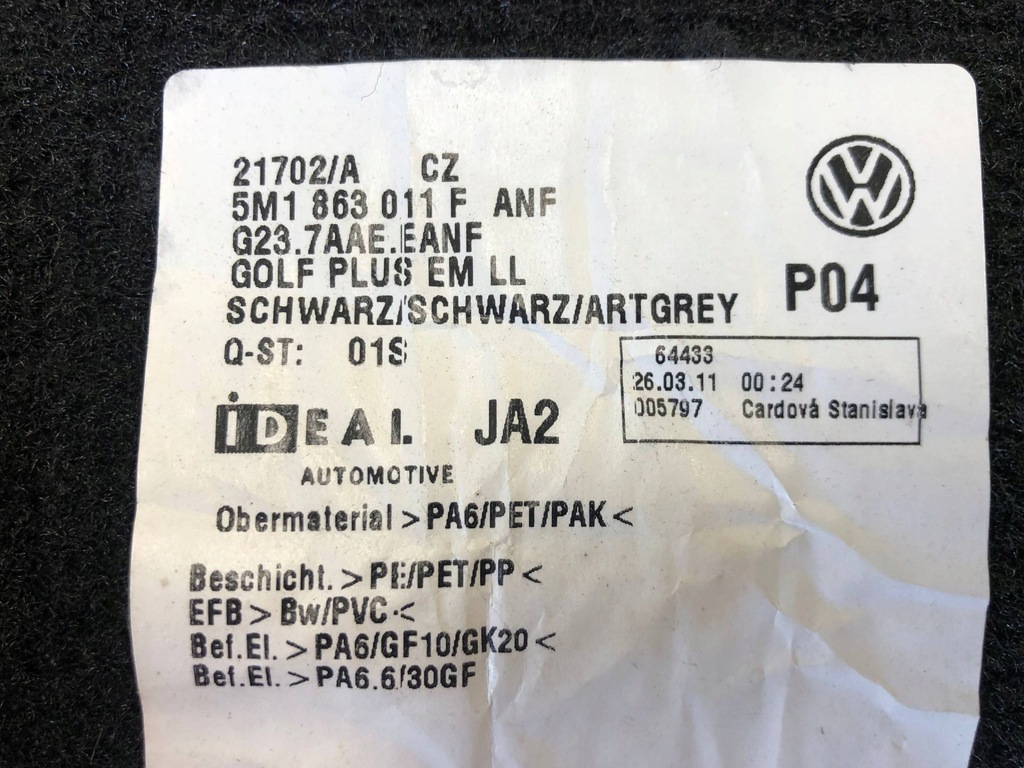 21702/A CZ
5M1 863 011 F ANF
G23.7AAE.EANF
GOLF PLUS EM LL
SCHWARZ/SCHWARZ/ARTGREY
P04
Q-ST: 01S
64433
26.03.11 00:24
005797 Cardová Stanislava
iDEAL JA2
AUTOMOTIVE
Obermaterial >PA6/PET/PAK<
Beschicht. >PE/PET/PP<
EFB > Bw/PVC <
Bef.El. >PA6/GF10/GK20<
Bef.El. >PA6.6/30GF